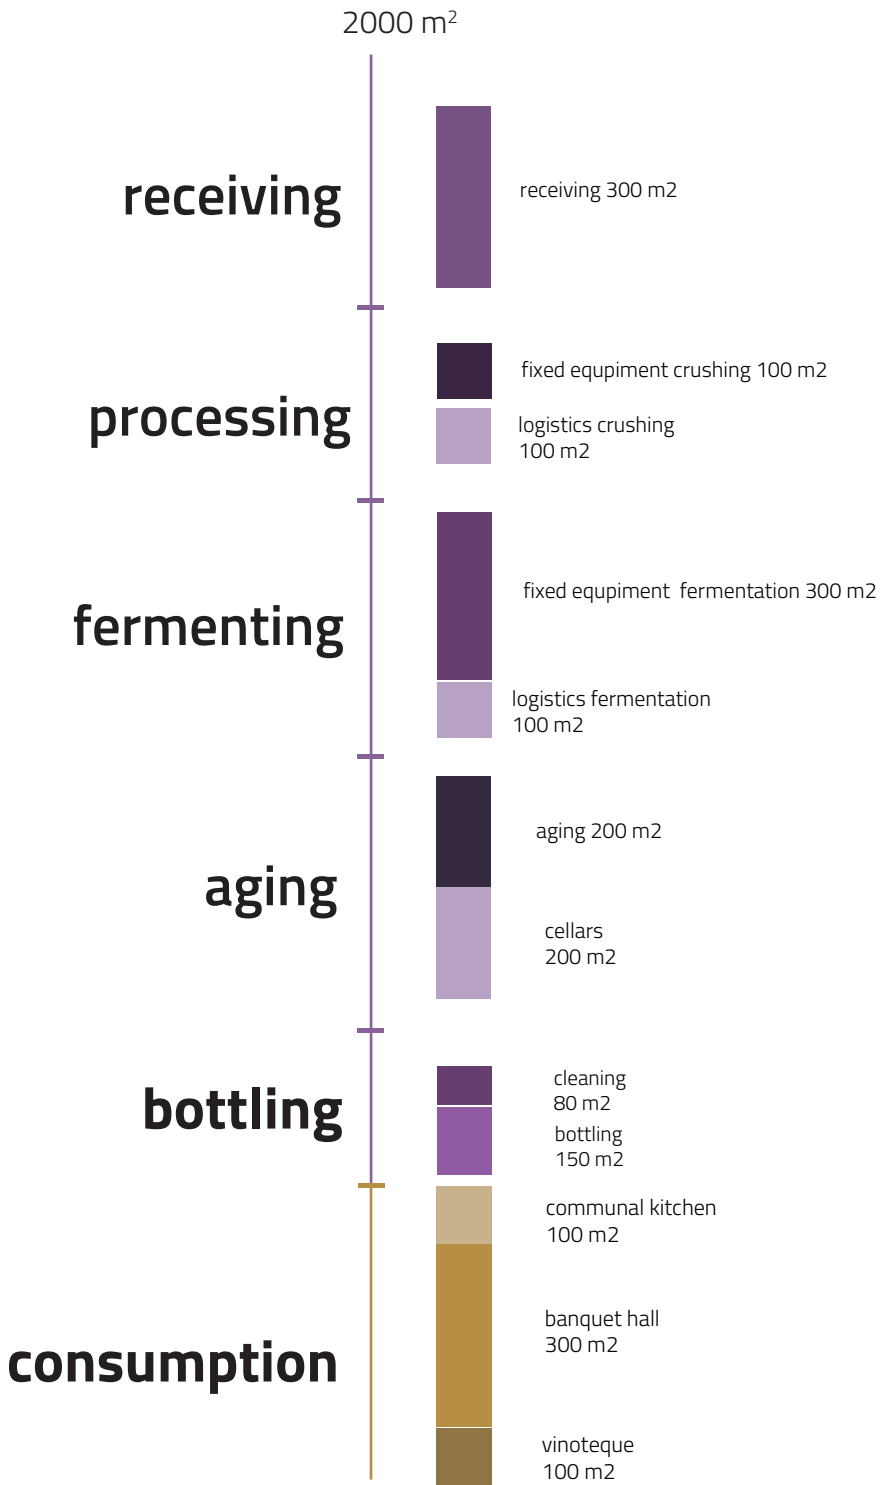 2000 m²
receiving
receiving 300 m2
processing
fixed equpiment crushing 100 m2
logistics crushing
100 m2
fermenting
fixed equpiment  fermentation 300 m2
logistics fermentation
100 m2
aging
aging 200 m2
cellars
200 m2
bottling
cleaning
80 m2
bottling
150 m2
consumption
communal kitchen
100 m2
banquet hall
300 m2
vinoteque
100 m2